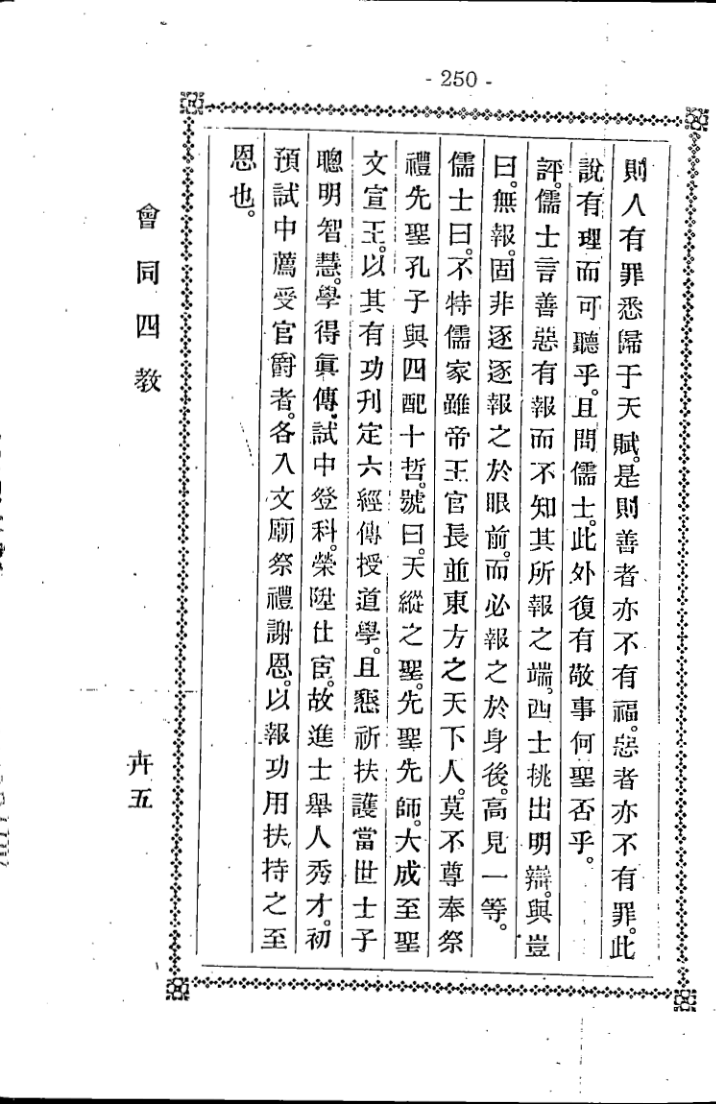 - 250 -
則人有罪悉歸于天賦。是則善者亦不有福。惡者亦不有罪。此
說有理而可聽乎。且問儒士。此外復有敬事何聖否乎。
評。儒士言善惡有報而不知其所報之端。西士挑出明辯。與豈
曰。無報。固非逐逐報之於眼前。而必報之於身後。高見一等。
儒士曰。不特儒家雖帝王官長並東方之天下人。莫不尊奉祭
禮先聖孔子與四配十哲。號曰。天縱之聖。先聖先師。大成至聖
文宣王。以其有功刊定六經傳授道學。且懇祈扶護當世士子
聰明智慧。學得眞傳。試中登科。榮陞仕宦。故進士舉人秀才。初
預試中薦受官爵者。各入文廟祭禮謝恩。以報功用扶持之至
恩也。
會同四教
卉五